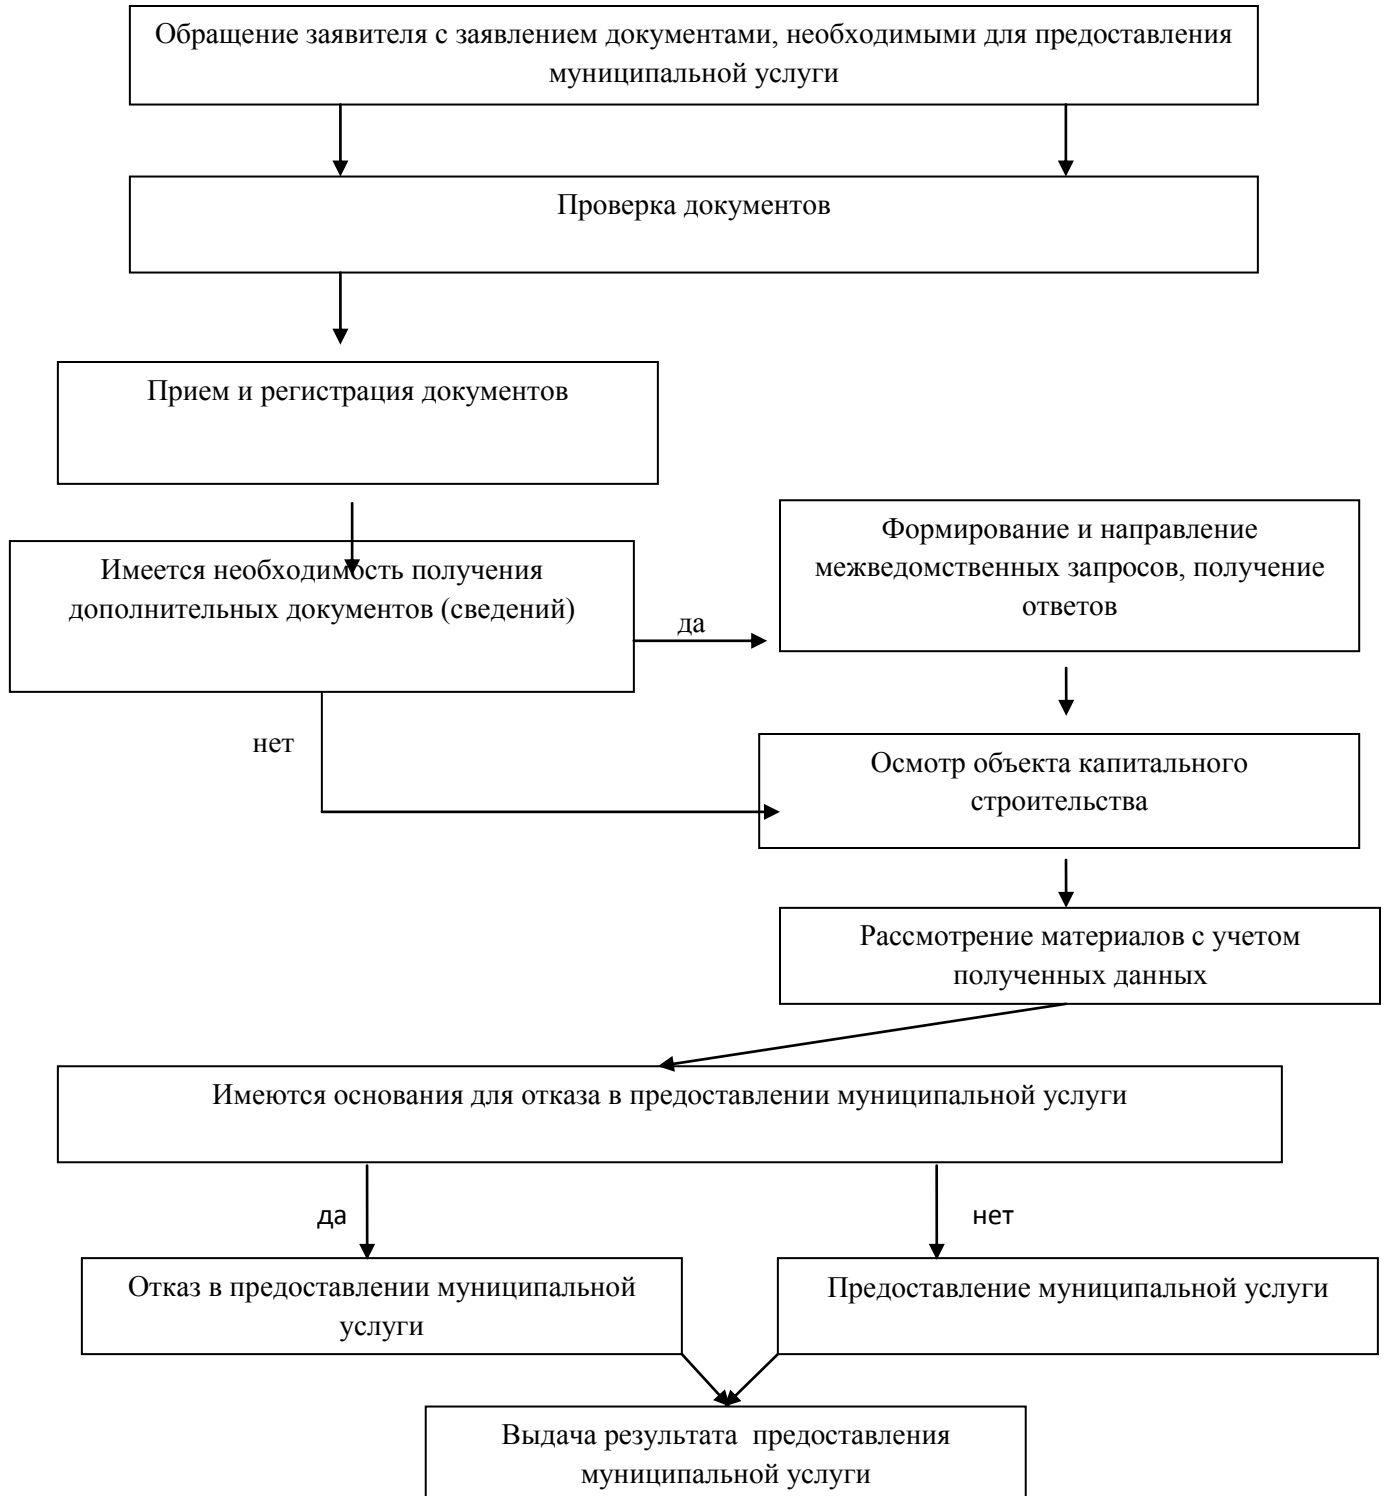 Обращение заявителя с заявлением документами, необходимыми для предоставления
муниципальной услуги
Проверка документов
Прием и регистрация документов
Имеется необходимость получения
дополнительных документов (сведений)
да
Формирование и направление
межведомственных запросов, получение
ответов
нет
Осмотр объекта капитального
строительства
Рассмотрение материалов с учетом
полученных данных
Имеются основания для отказа в предоставлении муниципальной услуги
да
нет
Отказ в предоставлении муниципальной
услуги
Предоставление муниципальной услуги
Выдача результата предоставления
муниципальной услуги